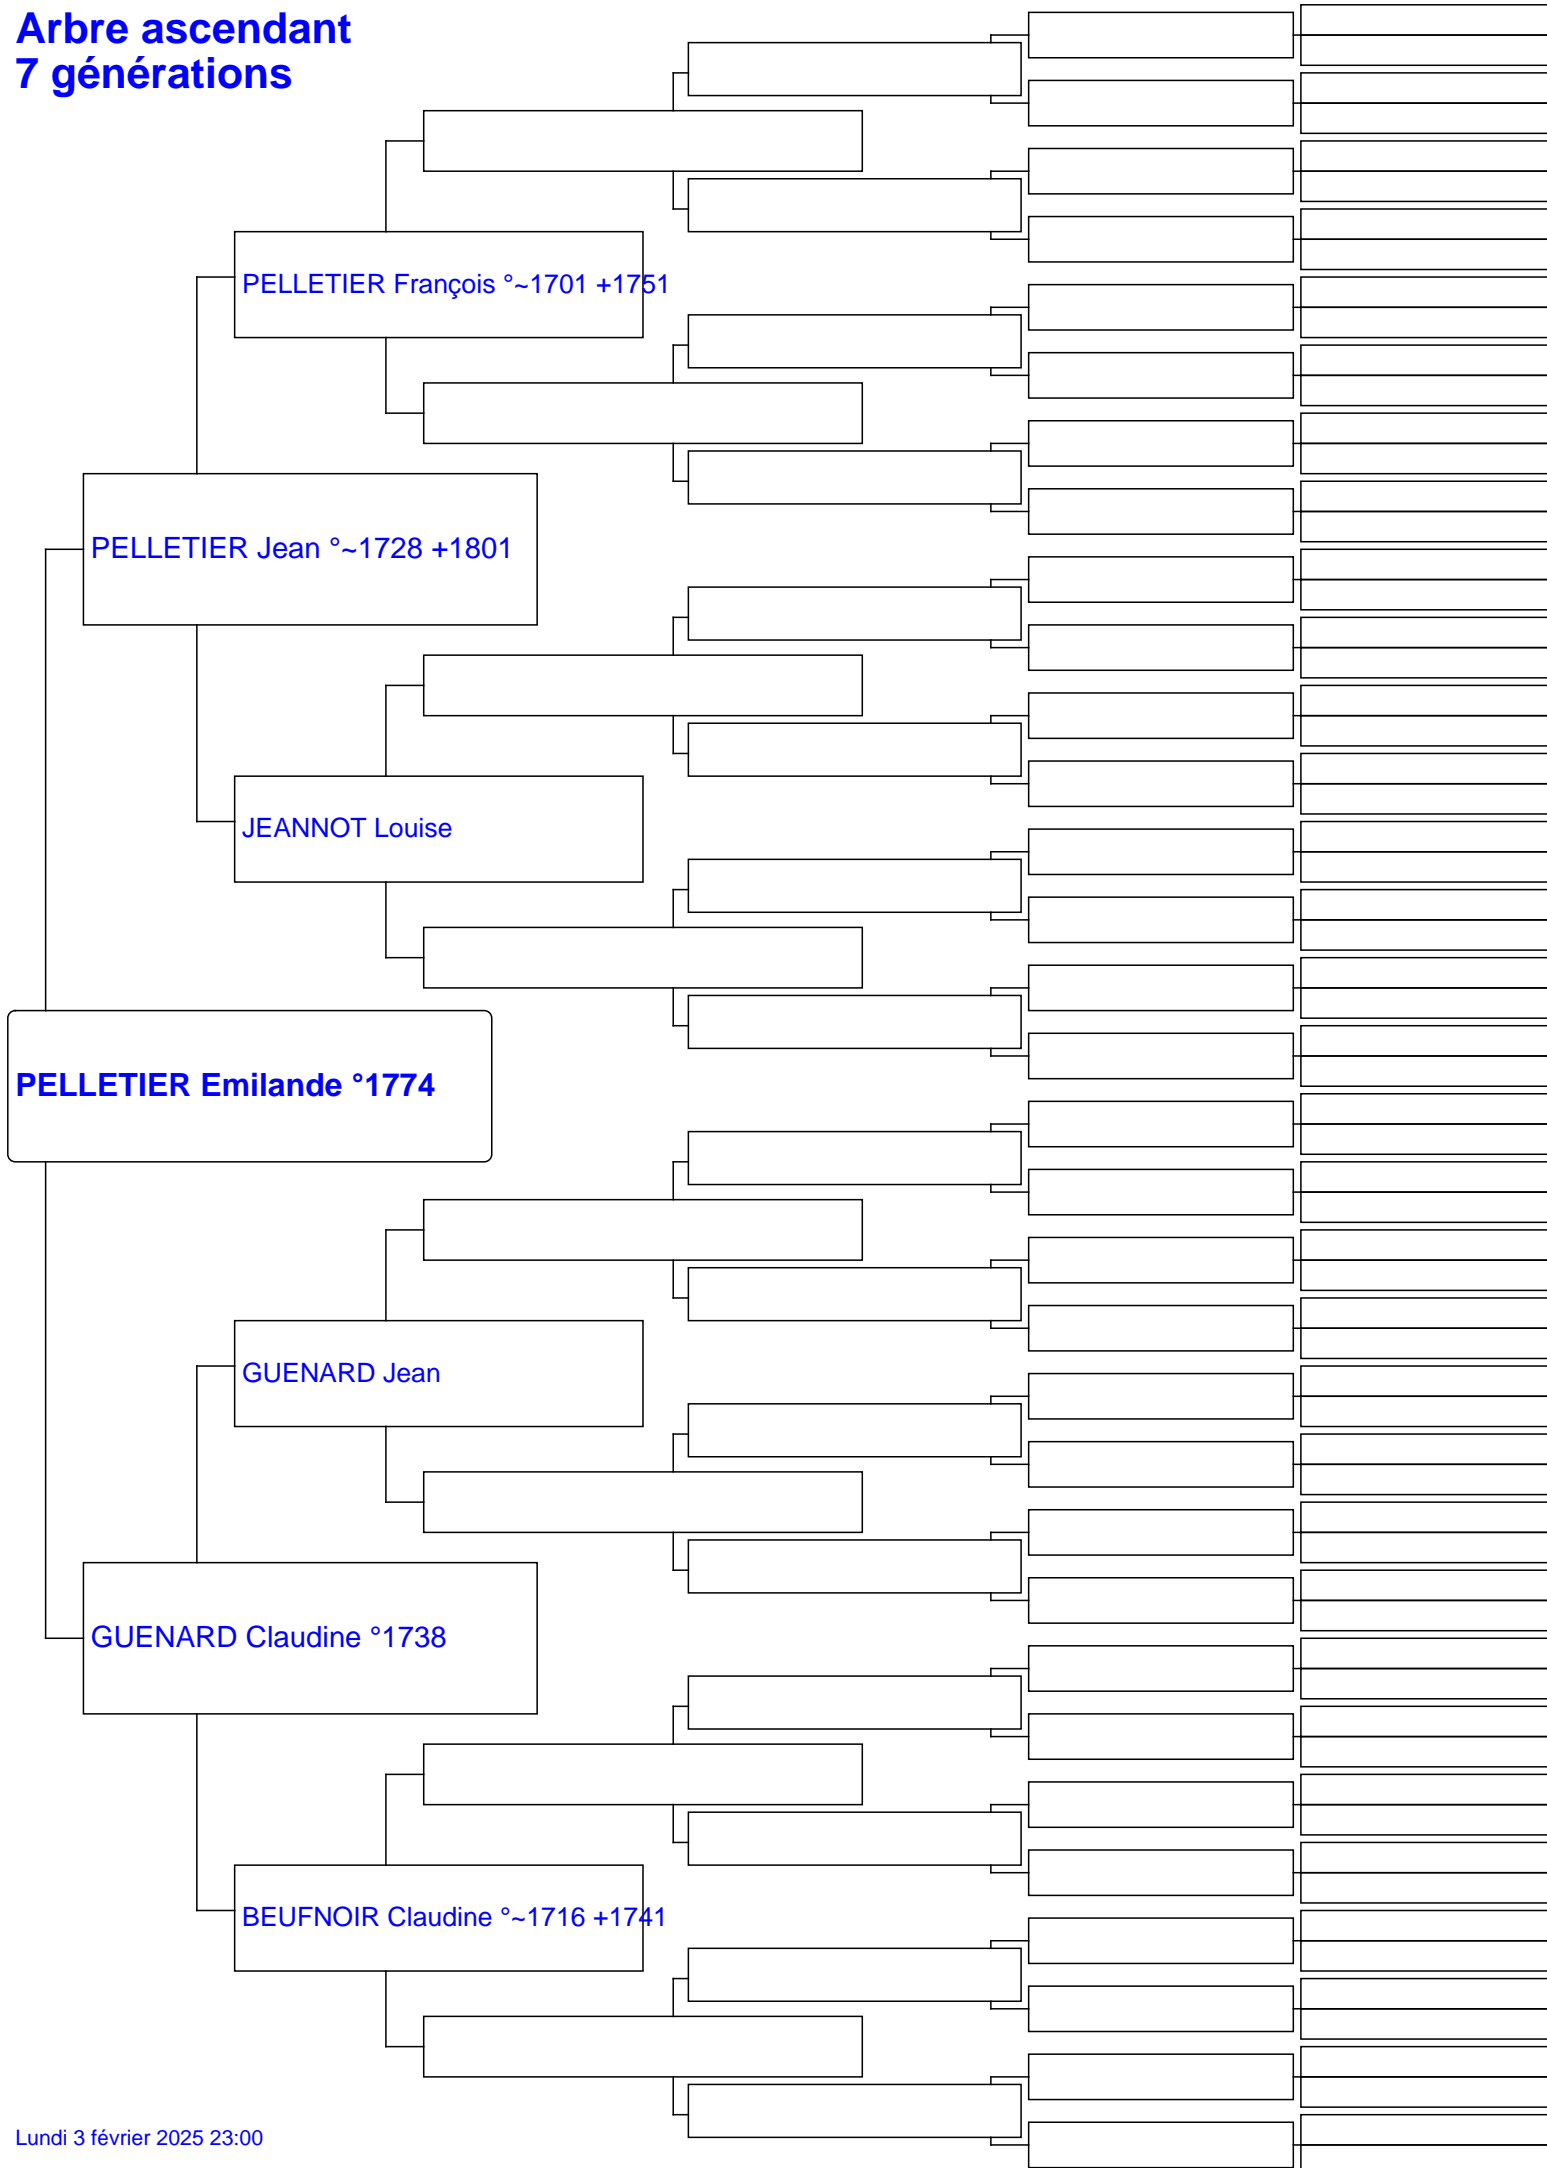 Arbre ascendant
7 générations
PELLETIER François °~1701 +1751
PELLETIER Jean °~1728 +1801
JEANNOT Louise
PELLETIER Emilande °1774
GUENARD Jean
GUENARD Claudine °1738
BEUFNOIR Claudine °~1716 +1741
Lundi 3 février 2025 23:00